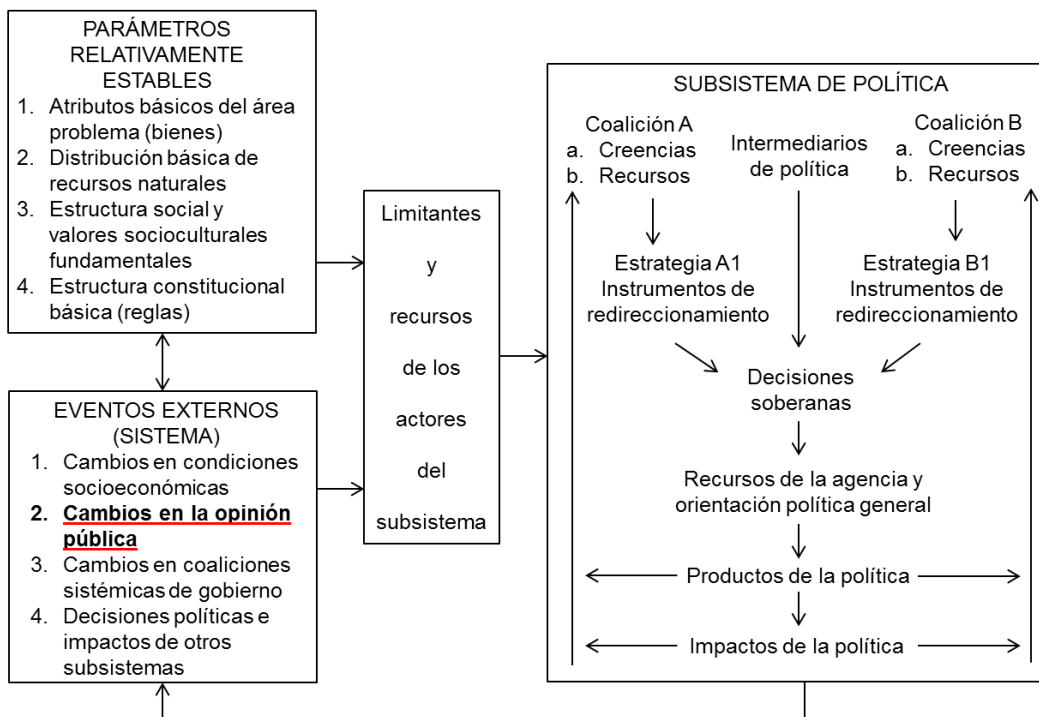 PARÁMETROS
RELATIVAMENTE
ESTABLES
1. Atributos básicos del área
problema (bienes)
2. Distribución básica de
recursos naturales
3. Estructura social y
valores socioculturales
fundamentales
4. Estructura constitucional
básica (reglas)
EVENTOS EXTERNOS
(SISTEMA)
1. Cambios en condiciones
socioeconómicas
2. Cambios en la opinión
pública
3. Cambios en coaliciones
sistémicas de gobierno
4. Decisiones políticas e
impactos de otros
subsistemas
Limitantes
y
recursos
de los
actores
del
subsistema
SUBSISTEMA DE POLÍTICA
Coalición A
a. Creencias
b. Recursos
Intermediarios
de política
Coalición B
a. Creencias
b. Recursos
Estrategia A1
Instrumentos de
redireccionamiento
Estrategia B1
Instrumentos de
redireccionamiento
Decisiones
soberanas
Recursos de la agencia y
orientación política general
Productos de la política
Impactos de la política